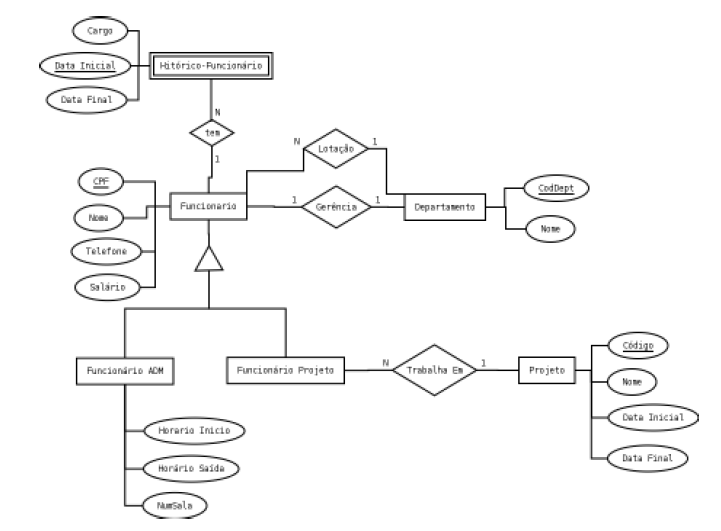 Cargo
Data Inicial
Hitórico-Funcionário
Data Final
N
tem
1
N
Lotação
1
CPF
Nome
Telefone
Salário
Funcionario
1
Gerência
1
Departamento
CodDept
Nome
Funcionário ADM
Funcionário Projeto
N
Trabalha Em
1
Projeto
Código
Nome
Data Inicial
Data Final
Horario Inicio
Horário Saída
NumSala